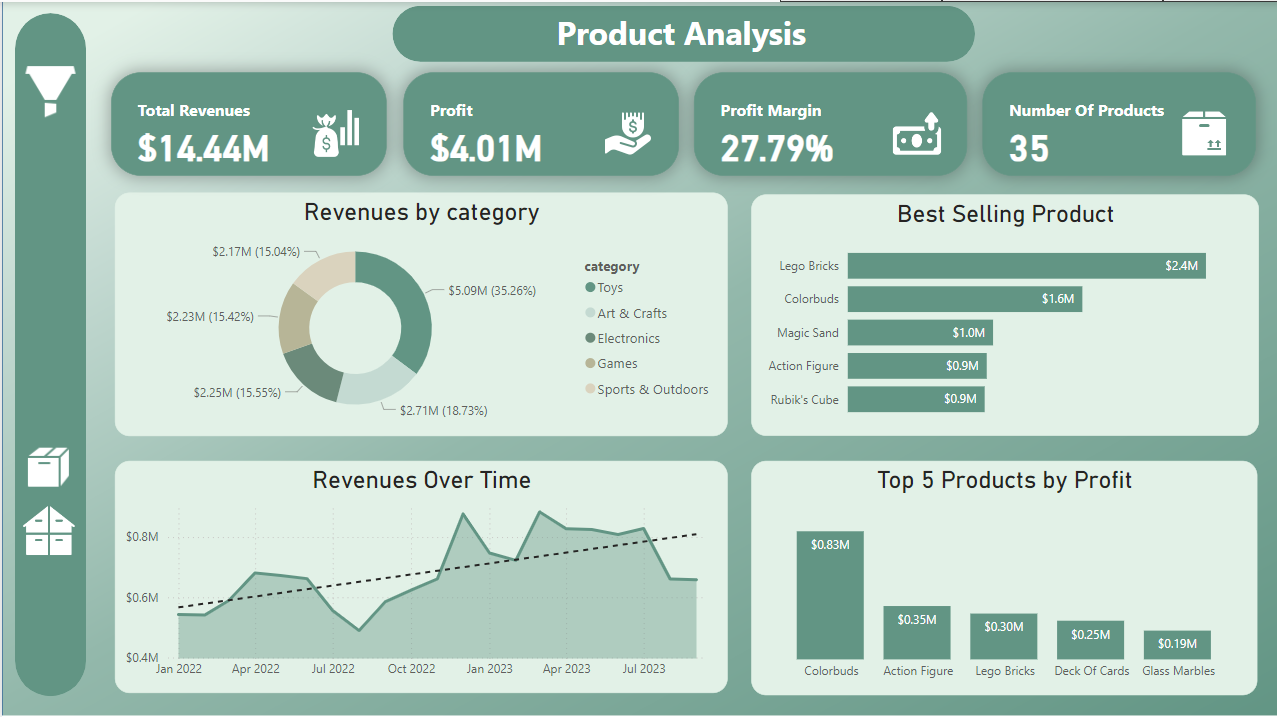 Product Analysis
Total Revenues
$14.44M
Profit
$4.01M
Profit Margin
27.79%
Number Of Products
35
Revenues by category
$2.17M (15.04%)
$5.09M (35.26%)
$2.23M (15.42%)
$2.25M (15.55%)
$2.71M (18.73%)
category
Toys
Art & Crafts
Electronics
Games
Sports & Outdoors
Best Selling Product
Lego Bricks $2.4M
Colorbuds $1.6M
Magic Sand $1.0M
Action Figure $0.9M
Rubik's Cube $0.9M
Revenues Over Time
$0.8M
$0.6M
$0.4M
Jan 2022 Apr 2022 Jul 2022 Oct 2022 Jan 2023 Apr 2023 Jul 2023
Top 5 Products by Profit
$0.83M
$0.35M
$0.30M
$0.25M
$0.19M
Colorbuds Action Figure Lego Bricks Deck Of Cards Glass Marbles